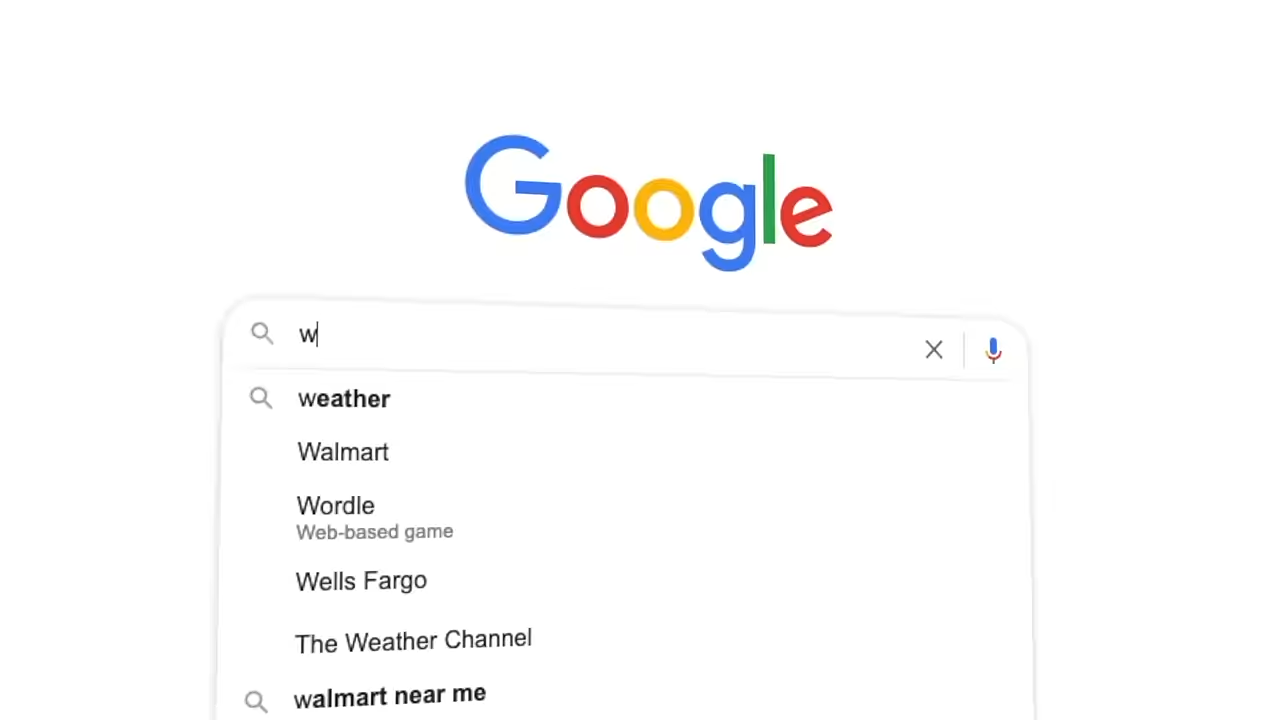 Google
w
weather
Walmart
Wordle
Web-based game
Wells Fargo
The Weather Channel
walmart near me